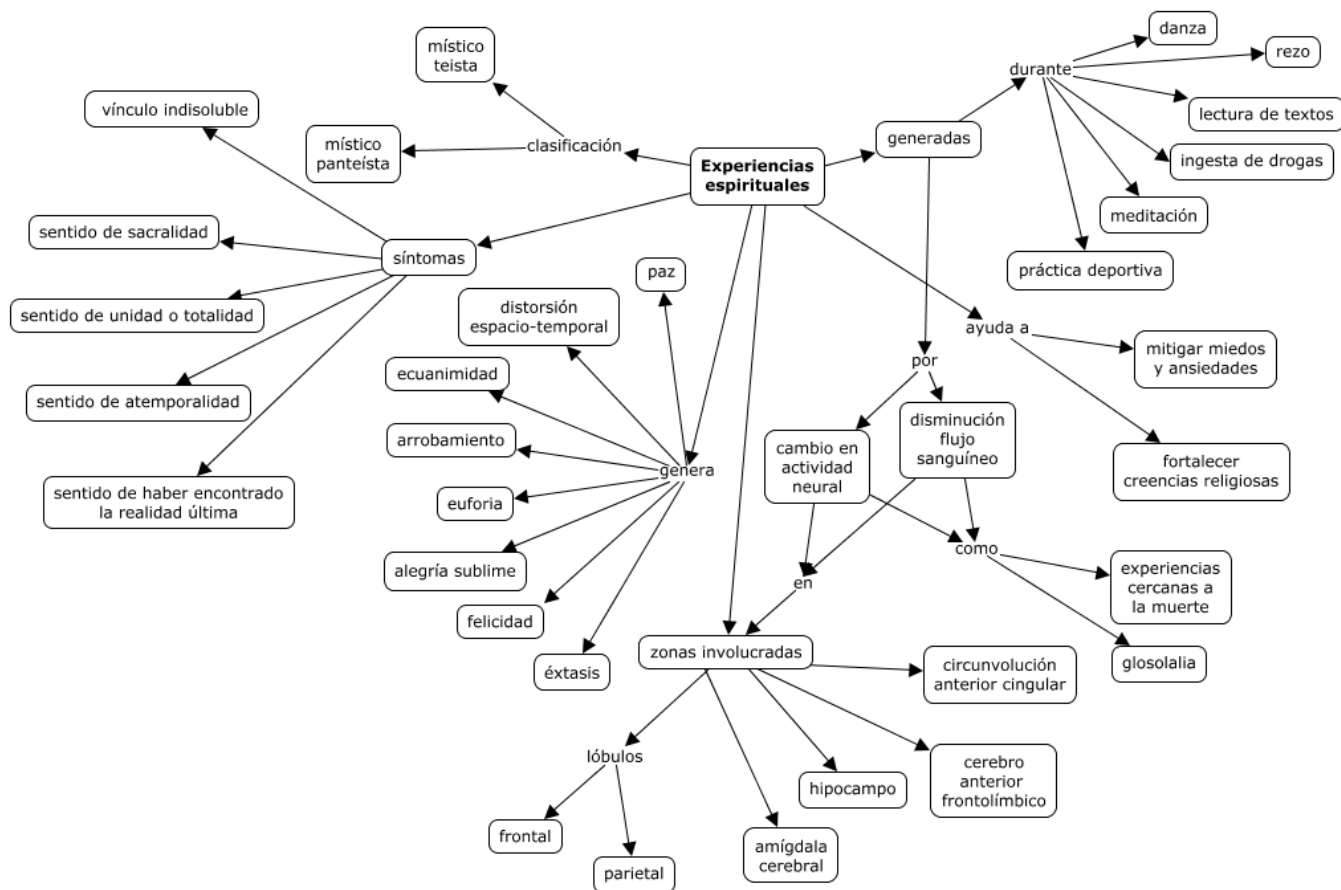 místico
teista
danza
rezo
durante
vínculo indisoluble
lectura de textos
clasificación
generadas
místico
panteísta
Experiencias
espirituales
ingesta de drogas
meditación
sentido de sacralidad
síntomas
práctica deportiva
paz
sentido de unidad o totalidad
distorsión
espacio-temporal
ayuda a
mitigar miedos
y ansiedades
por
ecuanimidad
sentido de atemporalidad
disminución
flujo
sanguíneo
arrobamiento
cambio en
actividad
neural
genera
fortalecer
creencias religiosas
sentido de haber encontrado
la realidad última
euforia
como
alegría sublime
en
experiencias
cercanas a
la muerte
felicidad
zonas involucradas
glosolalia
éxtasis
circunvolución
anterior cingular
lóbulos
cerebro
anterior
frontolímbico
hipocampo
frontal
amígdala
cerebral
parietal